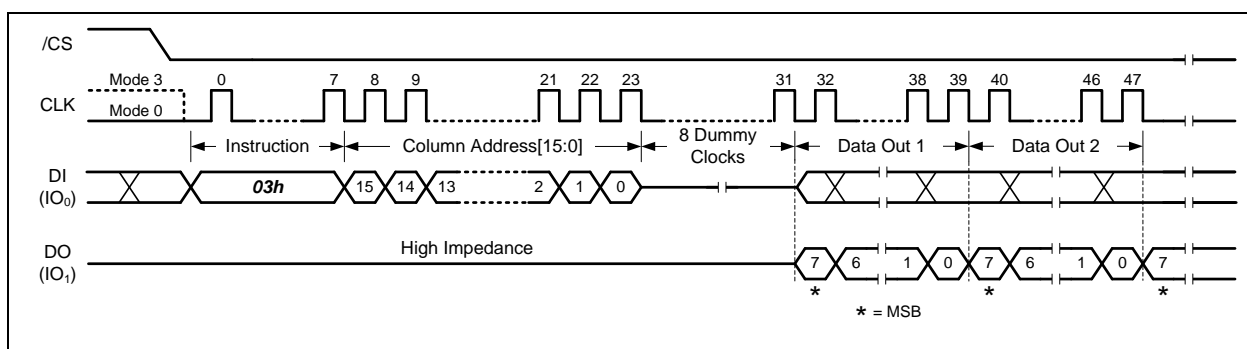 /CS
Mode 3
0 7 8 9 21 22 23 31 32 38 39 40 46 47
CLK
Mode 0
Instruction
Column Address[15:0]
8 Dummy
Clocks
Data Out 1
Data Out 2
DI
(IO0)
03h
15 14 13 2 1 0
High Impedance
DO
(IO1)
7 6 1 0 7 6 1 0 7
* * *
* = MSB